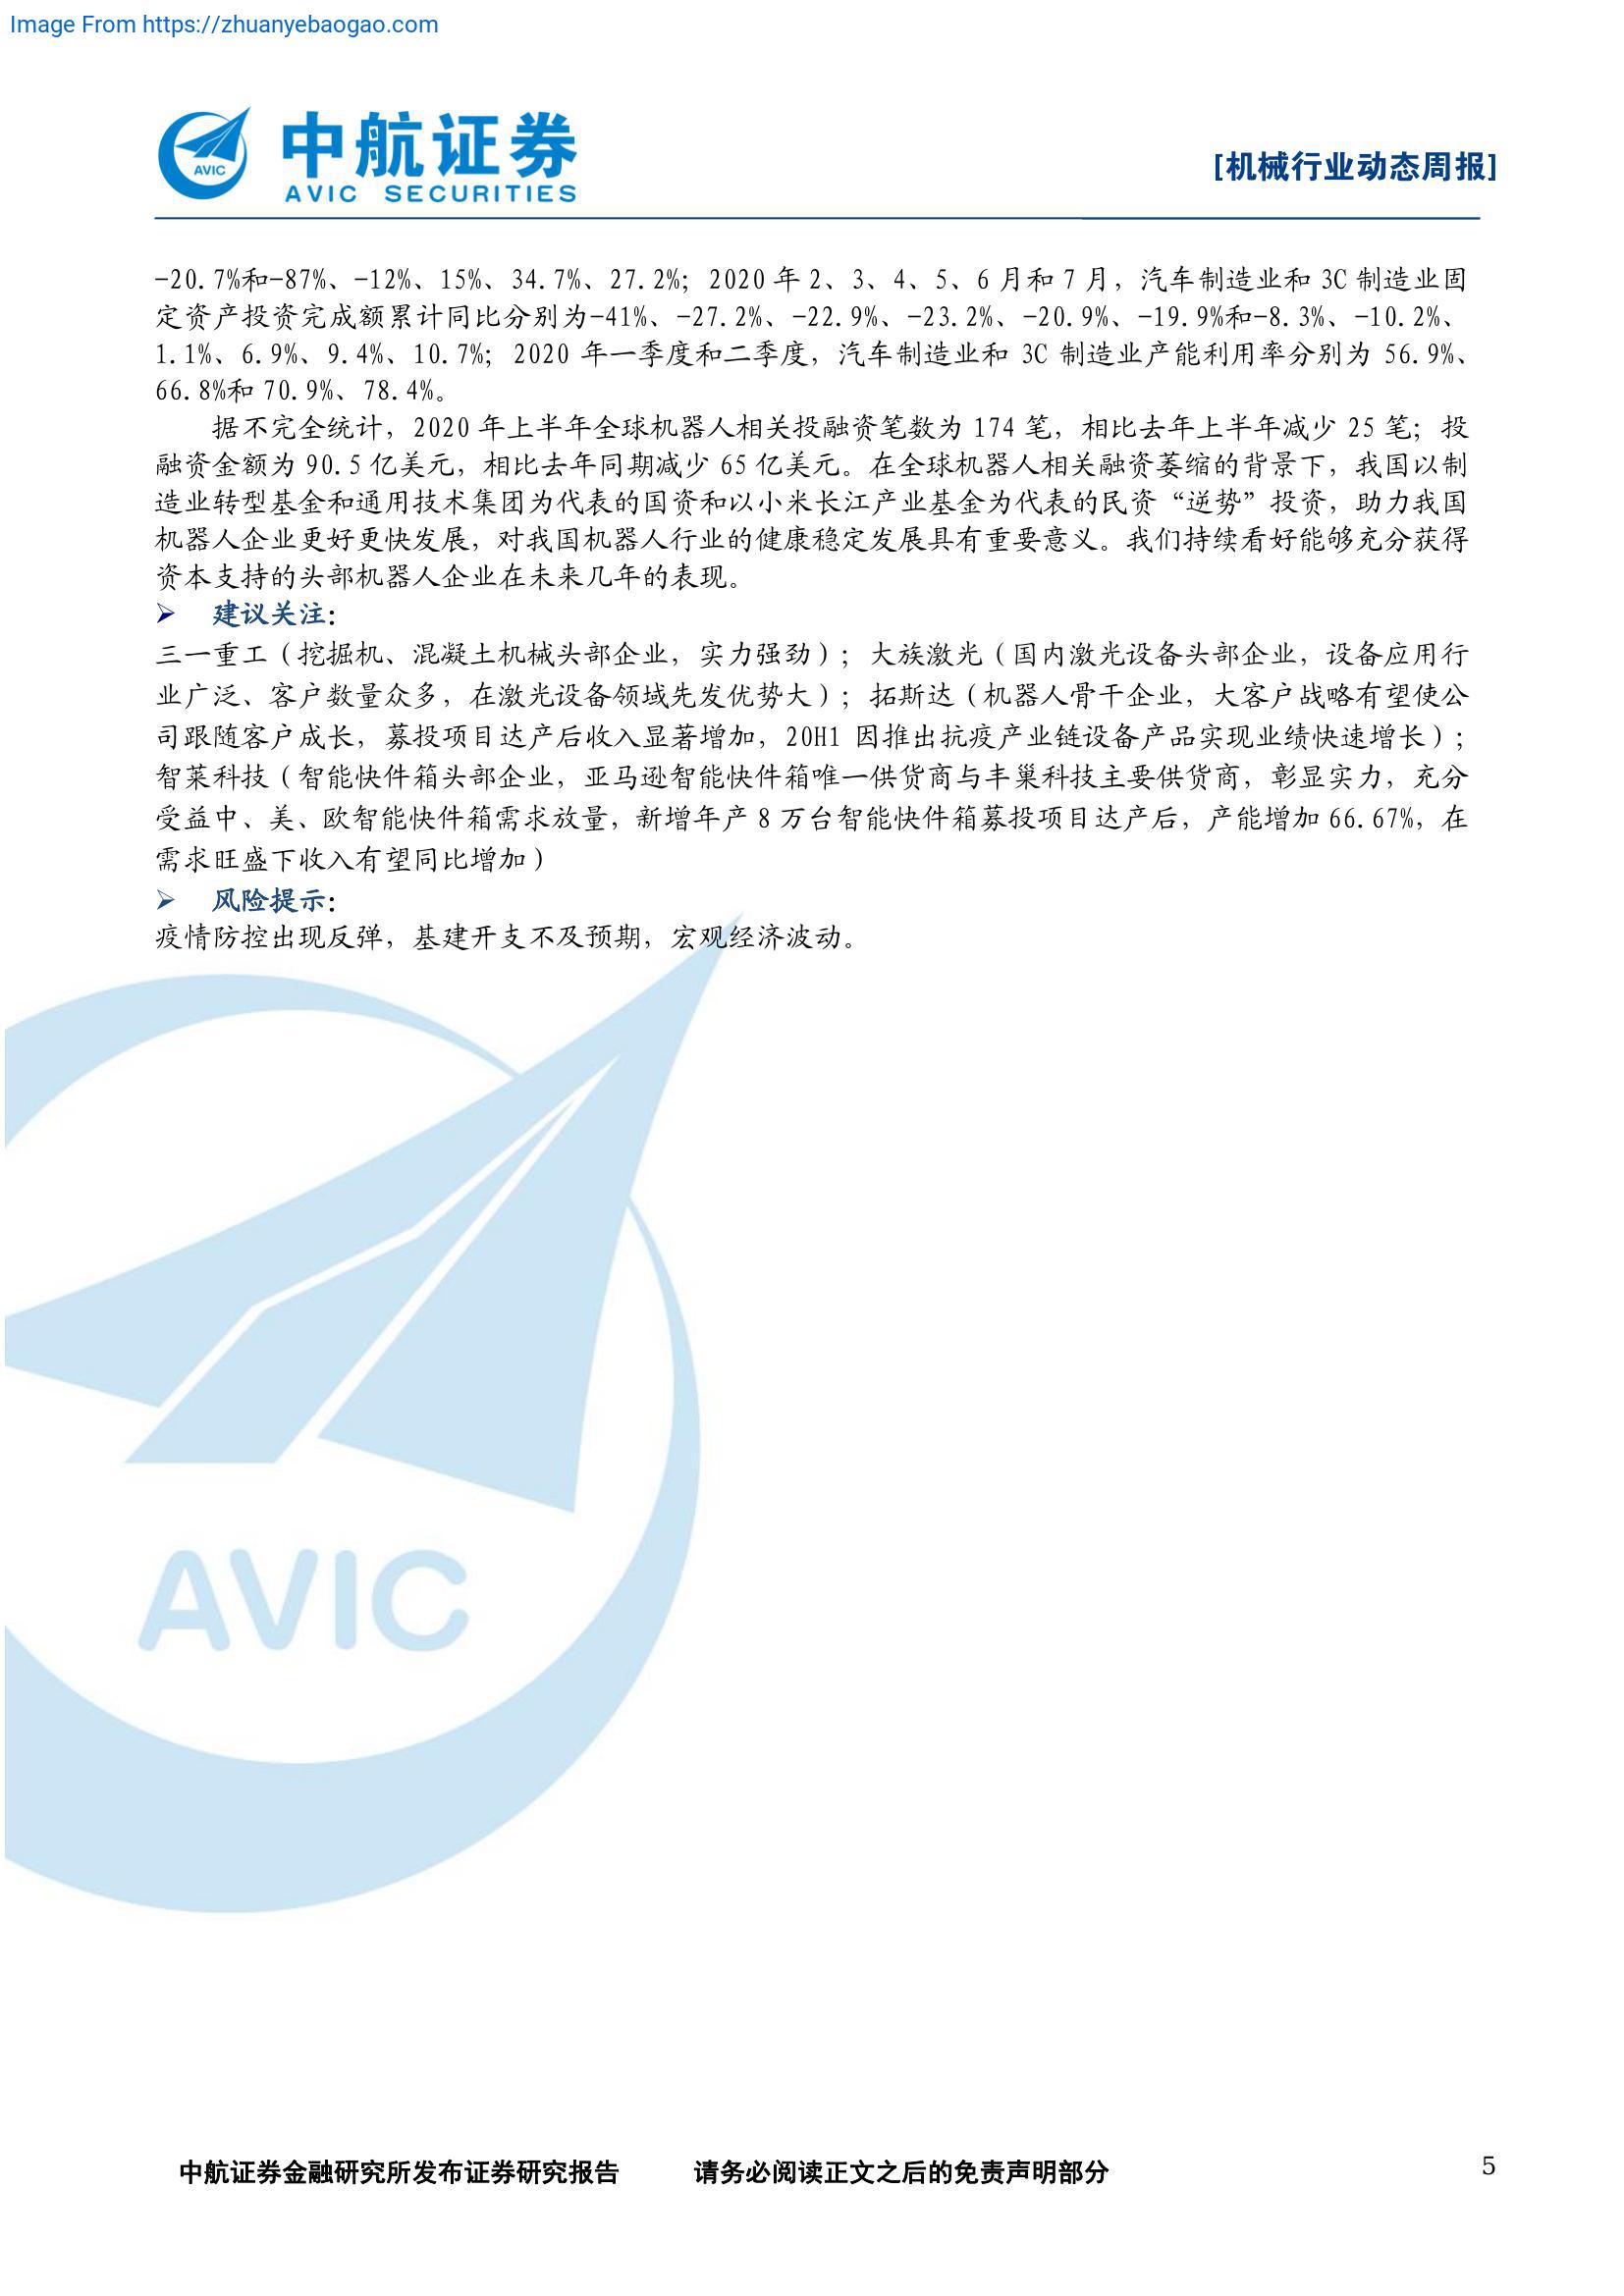 Image From https://zhuanyebaogao.com
AVIC
中航证券
AVIC SECURITIES
[机械行业动态周报]
-20.7%和-87%、-12%、15%、34.7%、27.2%；2020 年 2、3、4、5、6 月和 7 月，汽车制造业和 3C 制造业固
定资产投资完成额累计同比分别为-41%、-27.2%、-22.9%、-23.2%、-20.9%、-19.9%和-8.3%、-10.2%、
1.1%、6.9%、9.4%、10.7%；2020 年一季度和二季度，汽车制造业和 3C 制造业产能利用率分别为 56.9%、
66.8%和 70.9%、78.4%。
据不完全统计，2020 年上半年全球机器人相关投融资笔数为 174 笔，相比去年上半年减少 25 笔；投
融资金额为 90.5 亿美元，相比去年同期减少 65 亿美元。在全球机器人相关融资萎缩的背景下，我国以制
造业转型基金和通用技术集团为代表的国资和以小米长江产业基金为代表的民资“逆势”投资，助力我国
机器人企业更好更快发展，对我国机器人行业的健康稳定发展具有重要意义。我们持续看好能够充分获得
资本支持的头部机器人企业在未来几年的表现。
➢ 建议关注：
三一重工（挖掘机、混凝土机械头部企业，实力强劲）；大族激光（国内激光设备头部企业，设备应用行
业广泛、客户数量众多，在激光设备领域先发优势大）；拓斯达（机器人骨干企业，大客户战略有望使公
司跟随客户成长，募投项目达产后收入显著增加，20H1 因推出抗疫产业链设备产品实现业绩快速增长）；
智莱科技（智能快件箱头部企业，亚马逊智能快件箱唯一供货商与丰巢科技主要供货商，彰显实力，充分
受益中、美、欧智能快件箱需求放量，新增年产 8 万台智能快件箱募投项目达产后，产能增加 66.67%，在
需求旺盛下收入有望同比增加）
➢ 风险提示：
疫情防控出现反弹，基建开支不及预期，宏观经济波动。
AVIC
中航证券金融研究所发布证券研究报告 请务必阅读正文之后的免责声明部分 5